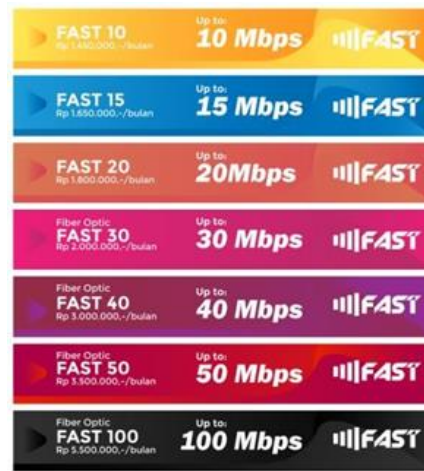 FAST 10
Rp 1.450.000,-/bulan
Up to:
10 Mbps
FAST
FAST 15
Rp 1.650.000,-/bulan
Up to:
15 Mbps
FAST
FAST 20
Rp 1.800.000,-/bulan
Up to:
20Mbps
FAST
Fiber Optic
FAST 30
Rp 2.000.000,-/bulan
Up to:
30 Mbps
FAST
Fiber Optic
FAST 40
Rp 3.000.000,-/bulan
Up to:
40 Mbps
FAST
Fiber Optic
FAST 50
Rp 3.500.000,-/bulan
Up to:
50 Mbps
FAST
Fiber Optic
FAST 100
Rp 5.500.000,-/bulan
Up to:
100 Mbps
FAST